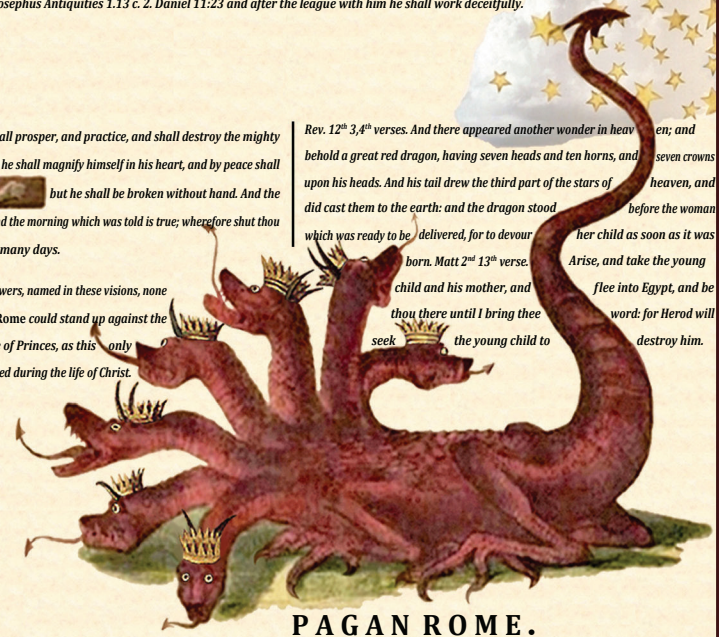 osephus Antiquities 1.13 c. 2. Daniel 11:23 and after the league with him he shall work deceitfully.
all prosper, and practice, and shall destroy the mighty
he shall magnify himself in his heart, and by peace shall
but he shall be broken without hand. And the
d the morning which was told is true; wherefore shut thou
many days.
wers, named in these visions, none
Rome could stand up against the
of Princes, as this only
ed during the life of Christ.
Rev. 12th 3,4th verses. And there appeared another wonder in heav en; and
behold a great red dragon, having seven heads and ten horns, and seven crowns
upon his heads. And his tail drew the third part of the stars of heaven, and
did cast them to the earth: and the dragon stood before the woman
which was ready to be delivered, for to devour her child as soon as it was
born. Matt 2nd 13th verse. Arise, and take the young
child and his mother, and flee into Egypt, and be
thou there until I bring thee word: for Herod will
seek the young child to destroy him.
PAGAN ROME.